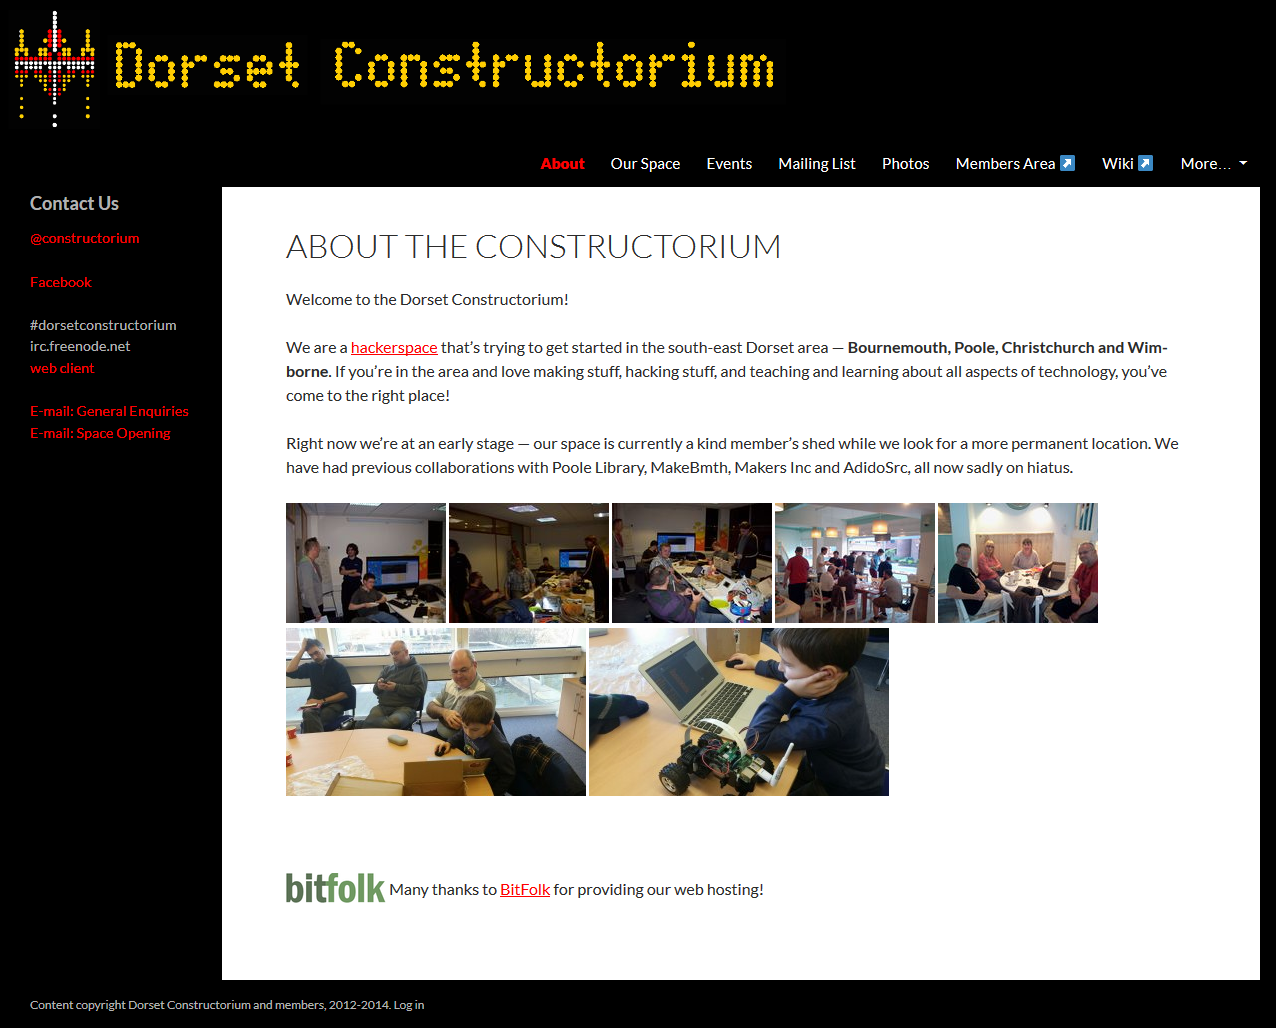 Dorset Constructorium
About Our Space Events Mailing List Photos Members Area Wiki More...
Contact Us
@constructorium
Facebook
#dorsetconstructorium
irc.freenode.net
web client
E-mail: General Enquiries
E-mail: Space Opening
ABOUT THE CONSTRUCTORIUM
Welcome to the Dorset Constructorium!
We are a hackerspace that’s trying to get started in the south-east Dorset area — Bournemouth, Poole, Christchurch and Wim-
borne. If you’re in the area and love making stuff, hacking stuff, and teaching and learning about all aspects of technology, you’ve
come to the right place!
Right now we’re at an early stage — our space is currently a kind member’s shed while we look for a more permanent location. We
have had previous collaborations with Poole Library, MakeBmth, Makers Inc and AdidoSrc, all now sadly on hiatus.
bitfolk Many thanks to BitFolk for providing our web hosting!
Content copyright Dorset Constructorium and members, 2012-2014. Log in